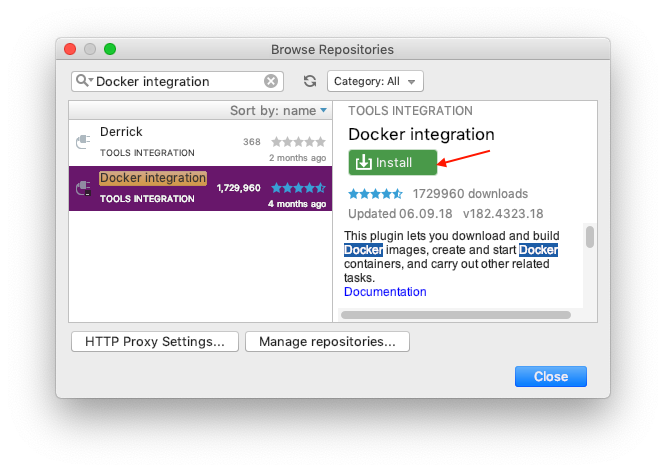 Browse Repositories
Docker integration
Category: All
Sort by: name
Derrick
368
TOOLS INTEGRATION
2 months ago
Docker integration
1,729,960
TOOLS INTEGRATION
4 months ago
TOOLS INTEGRATION
Docker integration
Install
1729960 downloads
Updated 06.09.18 v182.4323.18
This plugin lets you download and build
Docker images, create and start Docker
containers, and carry out other related
tasks.
Documentation
HTTP Proxy Settings...
Manage repositories...
Close